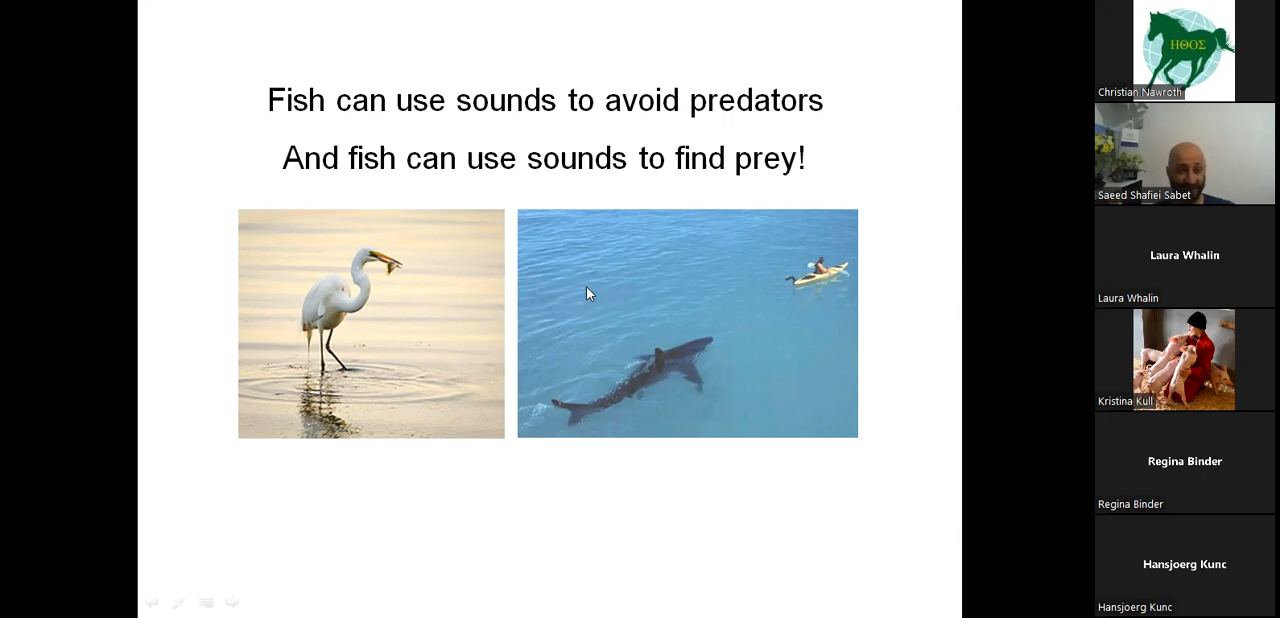 Fish can use sounds to avoid predators
And fish can use sounds to find prey!
ΗΘΟΣ
Christian Nawroth
Saeed Shafiei Sabet
Laura Whalin
Laura Whalin
Kristina Kull
Regina Binder
Regina Binder
Hansjoerg Kunc
Hansjoerg Kunc